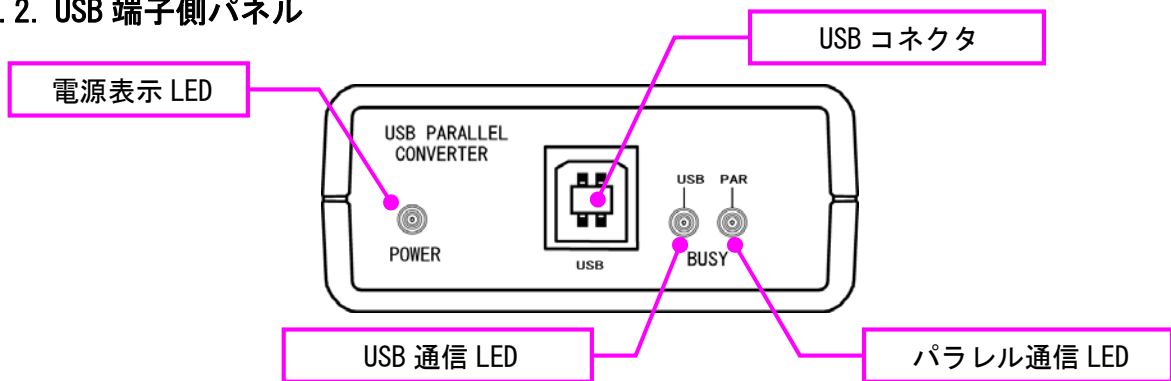 .2. USB 端子側パネル
USB コネクタ
電源表示 LED
USB PARALLEL
CONVERTER
USB PAR
POWER
USB
BUSY
USB 通信 LED
パラレル通信 LED